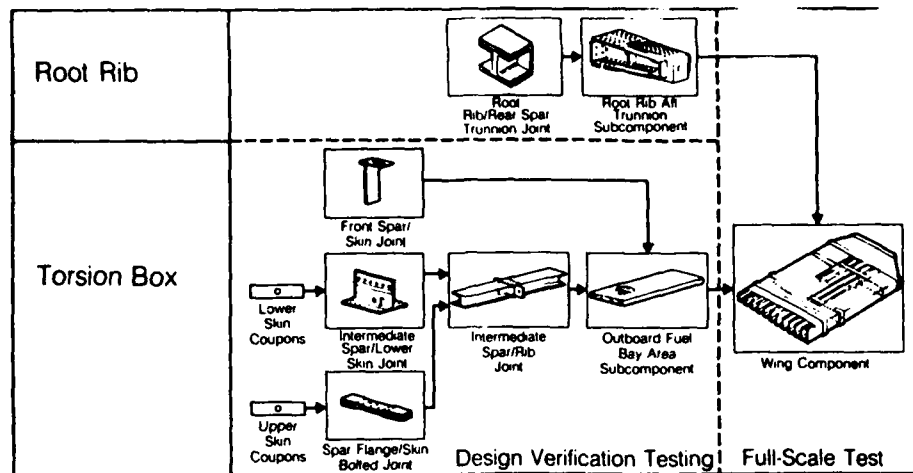 Root Rib
Root
Rib/Rear Spar
Trunnion Joint
Root Rib Aft
Trunnion
Subcomponent
Torsion Box
Front Spar/
Skin Joint
Lower
Skin
Coupons
Intermediate
Spar/Lower
Skin Joint
Intermediate
Spar/Rib
Joint
Outboard Fuel
Bay Area
Subcomponent
Wing Component
Upper
Skin
Coupons
Spar Flange/Skin
Bolted Joint
Design Verification Testing
Full-Scale Test